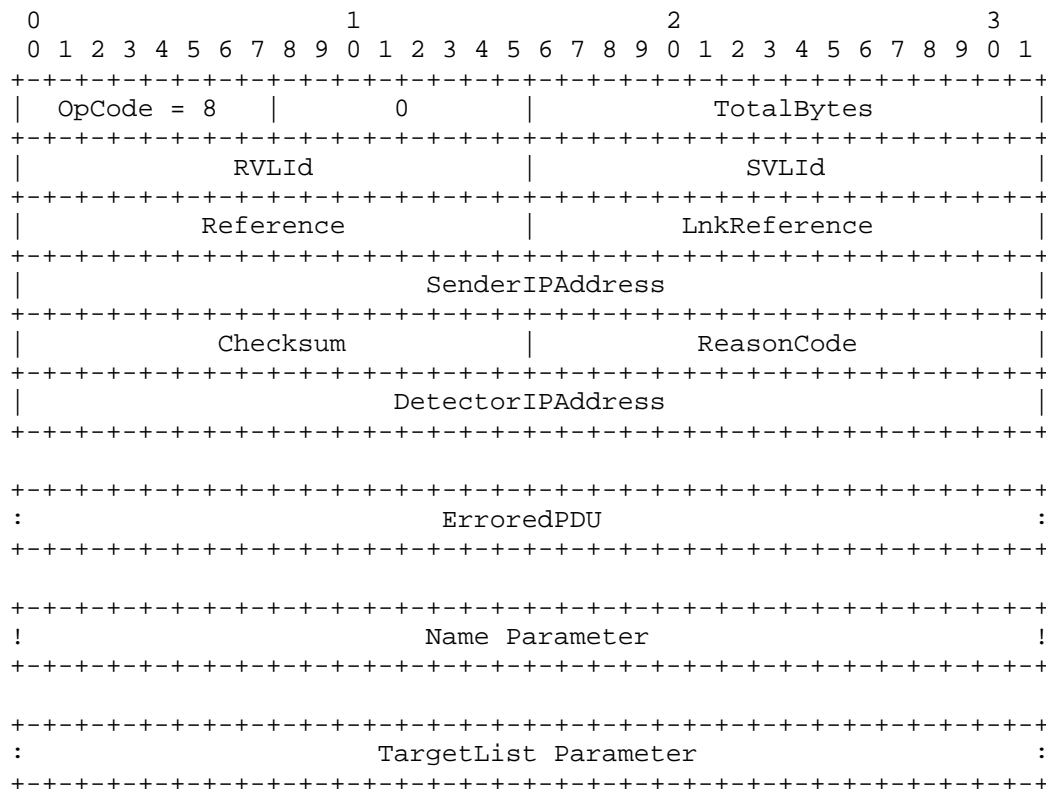 0                   1                   2                   3
 0 1 2 3 4 5 6 7 8 9 0 1 2 3 4 5 6 7 8 9 0 1 2 3 4 5 6 7 8 9 0 1
+-+-+-+-+-+-+-+-+-+-+-+-+-+-+-+-+-+-+-+-+-+-+-+-+-+-+-+-+-+-+-+-+
|  OpCode = 8   |       0       |           TotalBytes          |
+-+-+-+-+-+-+-+-+-+-+-+-+-+-+-+-+-+-+-+-+-+-+-+-+-+-+-+-+-+-+-+-+
|             RVLId             |             SVLId             |
+-+-+-+-+-+-+-+-+-+-+-+-+-+-+-+-+-+-+-+-+-+-+-+-+-+-+-+-+-+-+-+-+
|           Reference           |         LnkReference          |
+-+-+-+-+-+-+-+-+-+-+-+-+-+-+-+-+-+-+-+-+-+-+-+-+-+-+-+-+-+-+-+-+
|                         SenderIPAddress                       |
+-+-+-+-+-+-+-+-+-+-+-+-+-+-+-+-+-+-+-+-+-+-+-+-+-+-+-+-+-+-+-+-+
|            Checksum           |          ReasonCode           |
+-+-+-+-+-+-+-+-+-+-+-+-+-+-+-+-+-+-+-+-+-+-+-+-+-+-+-+-+-+-+-+-+
|                       DetectorIPAddress                       |
+-+-+-+-+-+-+-+-+-+-+-+-+-+-+-+-+-+-+-+-+-+-+-+-+-+-+-+-+-+-+-+-+

+-+-+-+-+-+-+-+-+-+-+-+-+-+-+-+-+-+-+-+-+-+-+-+-+-+-+-+-+-+-+-+-+
:                          ErroredPDU                           :
+-+-+-+-+-+-+-+-+-+-+-+-+-+-+-+-+-+-+-+-+-+-+-+-+-+-+-+-+-+-+-+-+

+-+-+-+-+-+-+-+-+-+-+-+-+-+-+-+-+-+-+-+-+-+-+-+-+-+-+-+-+-+-+-+-+
!                         Name Parameter                        !
+-+-+-+-+-+-+-+-+-+-+-+-+-+-+-+-+-+-+-+-+-+-+-+-+-+-+-+-+-+-+-+-+

+-+-+-+-+-+-+-+-+-+-+-+-+-+-+-+-+-+-+-+-+-+-+-+-+-+-+-+-+-+-+-+-+
:                      TargetList Parameter                     :
+-+-+-+-+-+-+-+-+-+-+-+-+-+-+-+-+-+-+-+-+-+-+-+-+-+-+-+-+-+-+-+-+